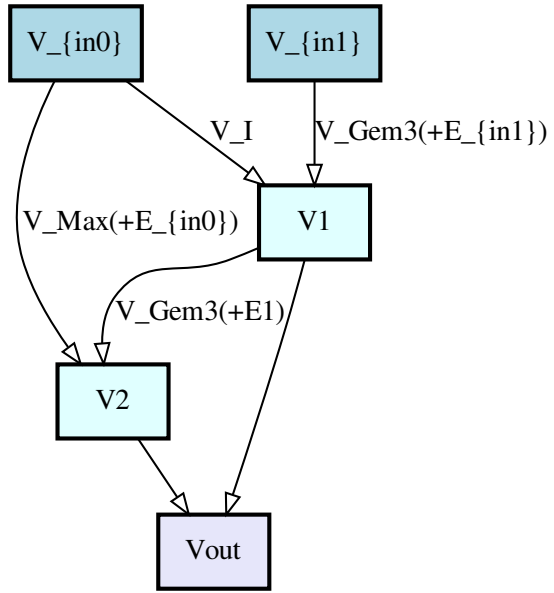 V_{in0}
V_{in1}
V_I
V_Gem3(+E_{in1})
V_Max(+E_{in0})
V1
V_Gem3(+E1)
V2
Vout